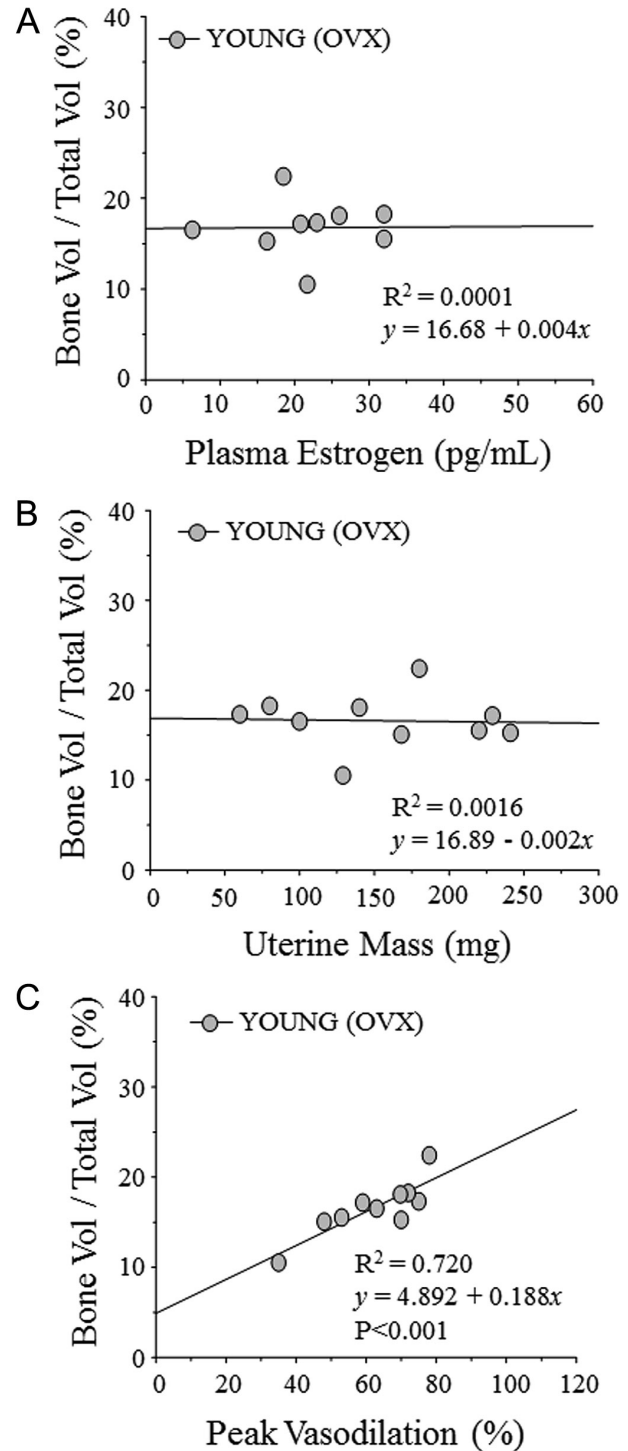 A
YOUNG (OVX)
Bone Vol / Total Vol (%)
40
30
20
10
0
R² = 0.0001
y = 16.68 + 0.004x
0 10 20 30 40 50 60
Plasma Estrogen (pg/mL)
B
YOUNG (OVX)
Bone Vol / Total Vol (%)
40
30
20
10
0
R² = 0.0016
y = 16.89 - 0.002x
0 50 100 150 200 250 300
Uterine Mass (mg)
C
YOUNG (OVX)
Bone Vol / Total Vol (%)
40
30
20
10
0
R² = 0.720
y = 4.892 + 0.188x
P<0.001
0 20 40 60 80 100 120
Peak Vasodilation (%)